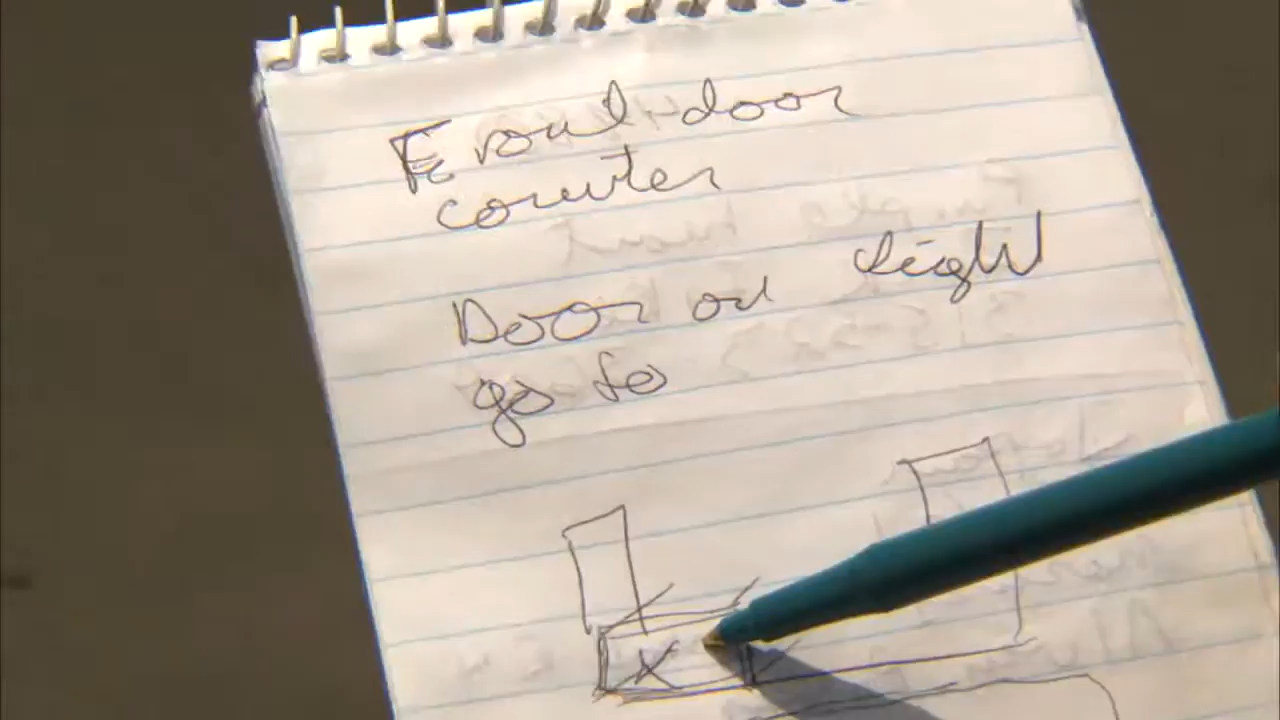 Front door
counter
Door on right
go to
X